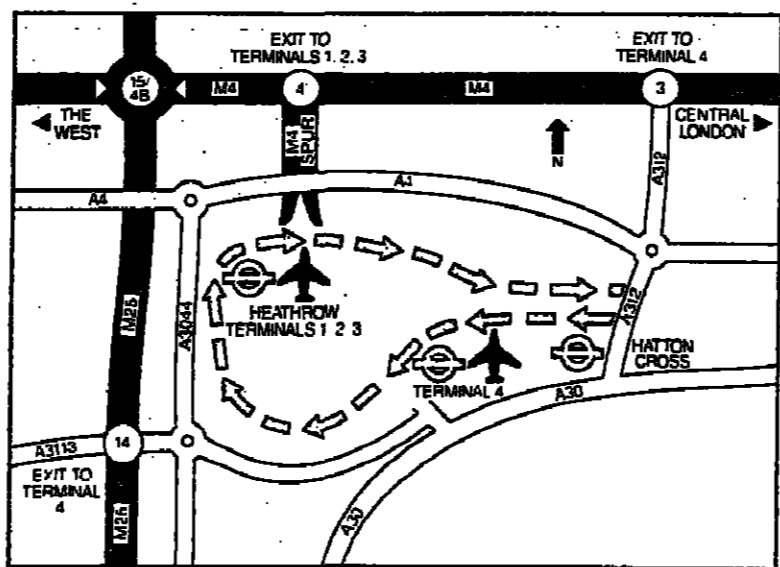 EXIT TO
TERMINALS 1, 2, 3
EXIT TO
TERMINAL 4
15/
4B
M4
4
M4
3
THE
WEST
CENTRAL
LONDON
M4
SPUR
N
A312
A4
A4
M25
A3044
HEATHROW
TERMINALS 1 2 3
A312
HATTON
CROSS
TERMINAL 4
A30
A3113
14
EXIT TO
TERMINAL
4
M25
A30